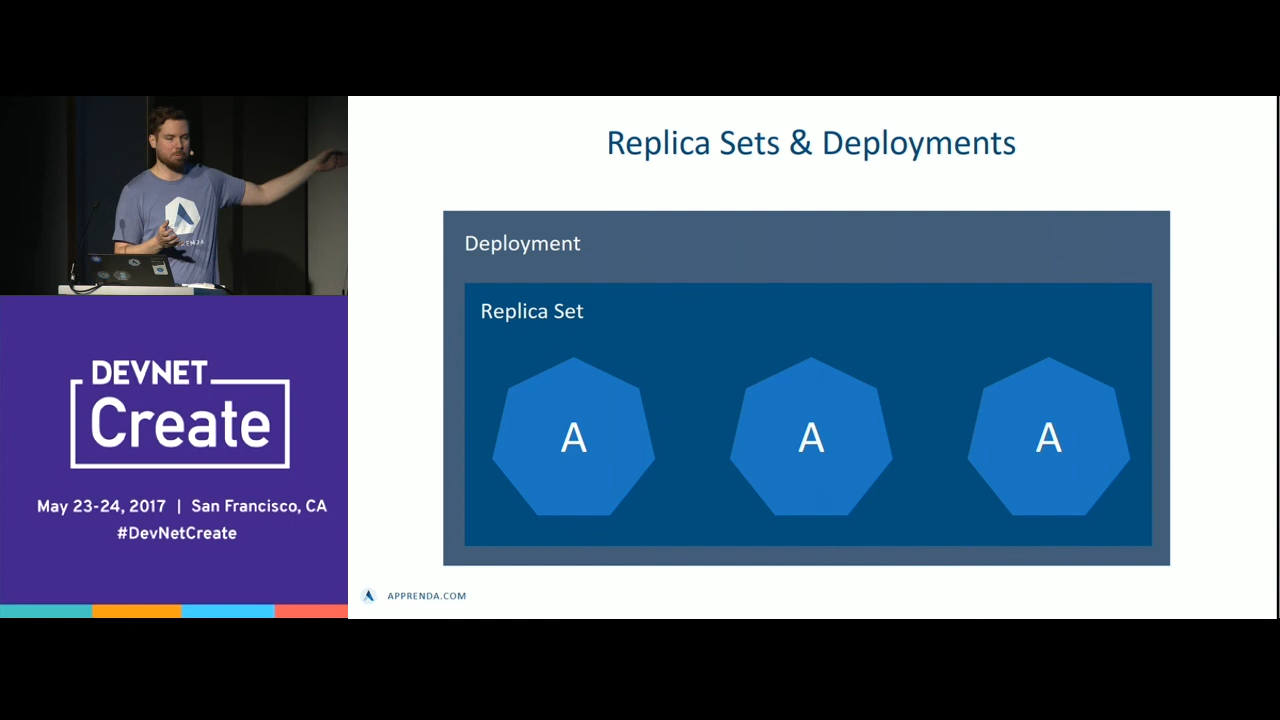 Replica Sets & Deployments
Deployment
Replica Set
A A A
APPRENDA.COM
DEVNET
Create
May 23-24, 2017 | San Francisco, CA
#DevNetCreate